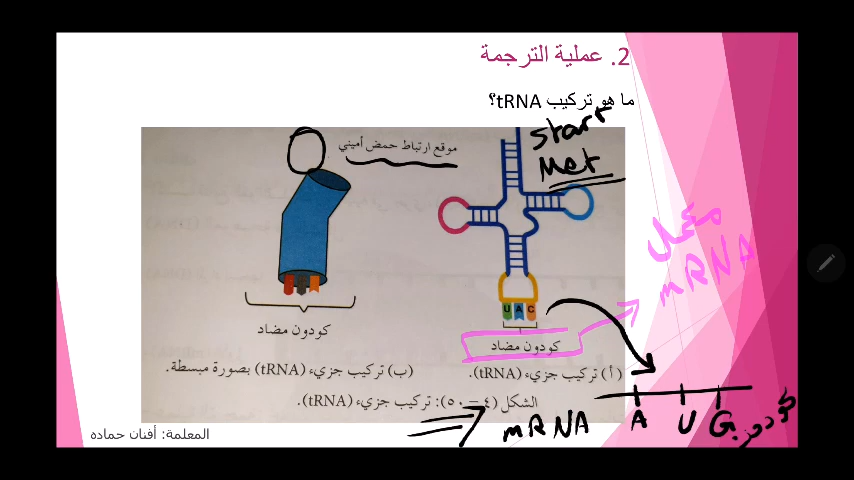 2. عملية الترجمة
ما هو تركيب tRNA؟
start
Met
موقع ارتباط حمض أميني
مكمل
mRNA
UAC
كودون مضاد
كودون مضاد
(أ) تركيب جزيء (tRNA).
(ب) تركيب جزيء (tRNA) بصورة مبسطة.
الشكل (٤ – ٥٠): تركيب جزيء (tRNA).
mRNA
A U G
كودون
المعلمة: أفنان حماده